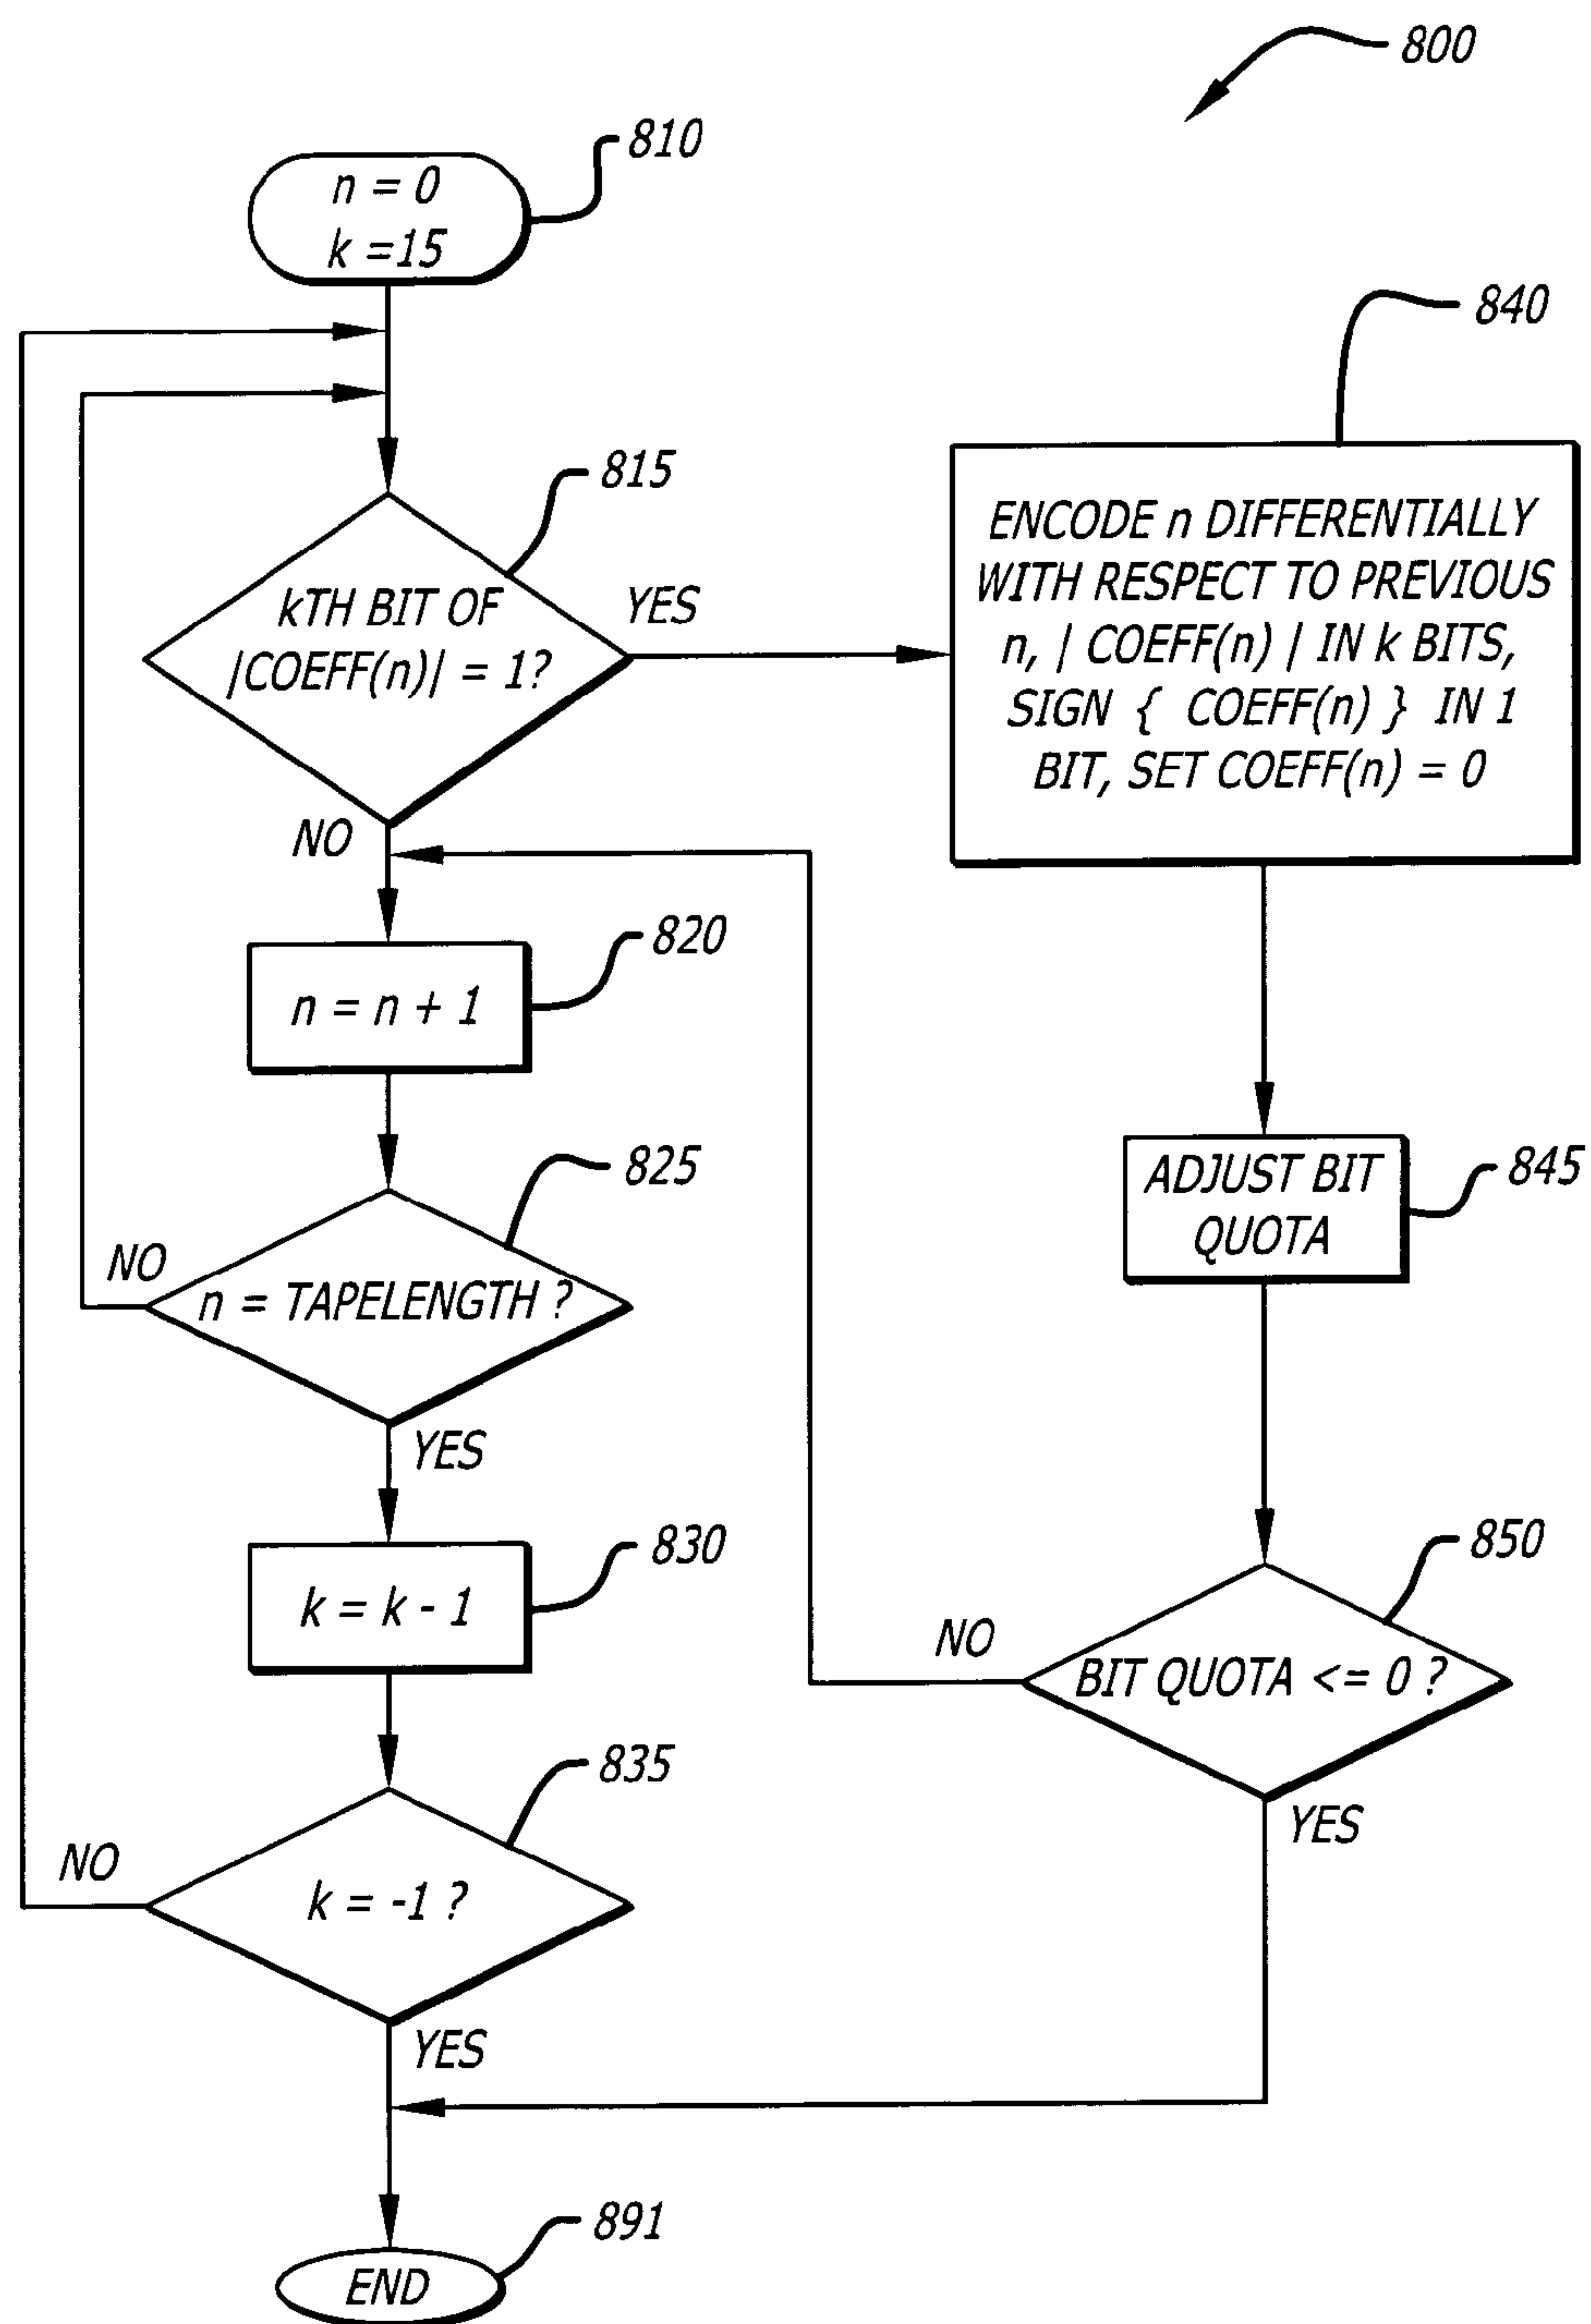 800
810
n = 0
k =15
840
815
ENCODE n DIFFERENTIALLY
WITH RESPECT TO PREVIOUS
n, | COEFF(n) | IN k BITS,
SIGN { COEFF(n) } IN 1
BIT, SET COEFF(n) = 0
kTH BIT OF
|COEFF(n)| = 1?
YES
NO
820
n = n + 1
825
ADJUST BIT
QUOTA
845
NO
n = TAPELENGTH ?
YES
830
k = k - 1
850
NO
BIT QUOTA <= 0 ?
YES
835
NO
k = -1 ?
YES
891
END